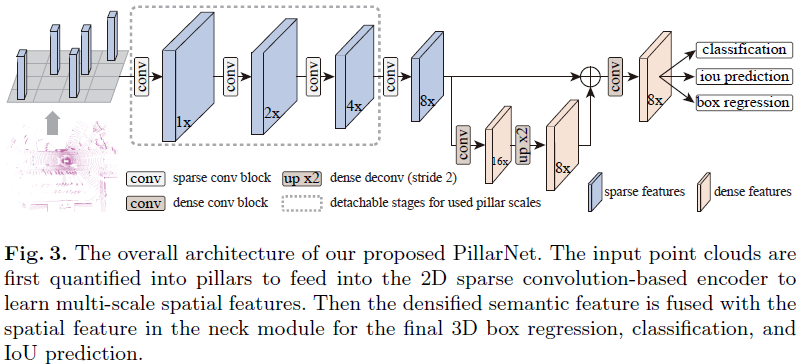 conv
1x
conv
2x
conv
4x
conv
8x
conv
16x
up x2
8x
conv
8x
classification
iou prediction
box regression
conv sparse conv block up x2 dense deconv (stride 2)
conv dense conv block detachable stages for used pillar scales
sparse features dense features
Fig. 3. The overall architecture of our proposed PillarNet. The input point clouds are
first quantified into pillars to feed into the 2D sparse convolution-based encoder to
learn multi-scale spatial features. Then the densified semantic feature is fused with the
spatial feature in the neck module for the final 3D box regression, classification, and
IoU prediction.